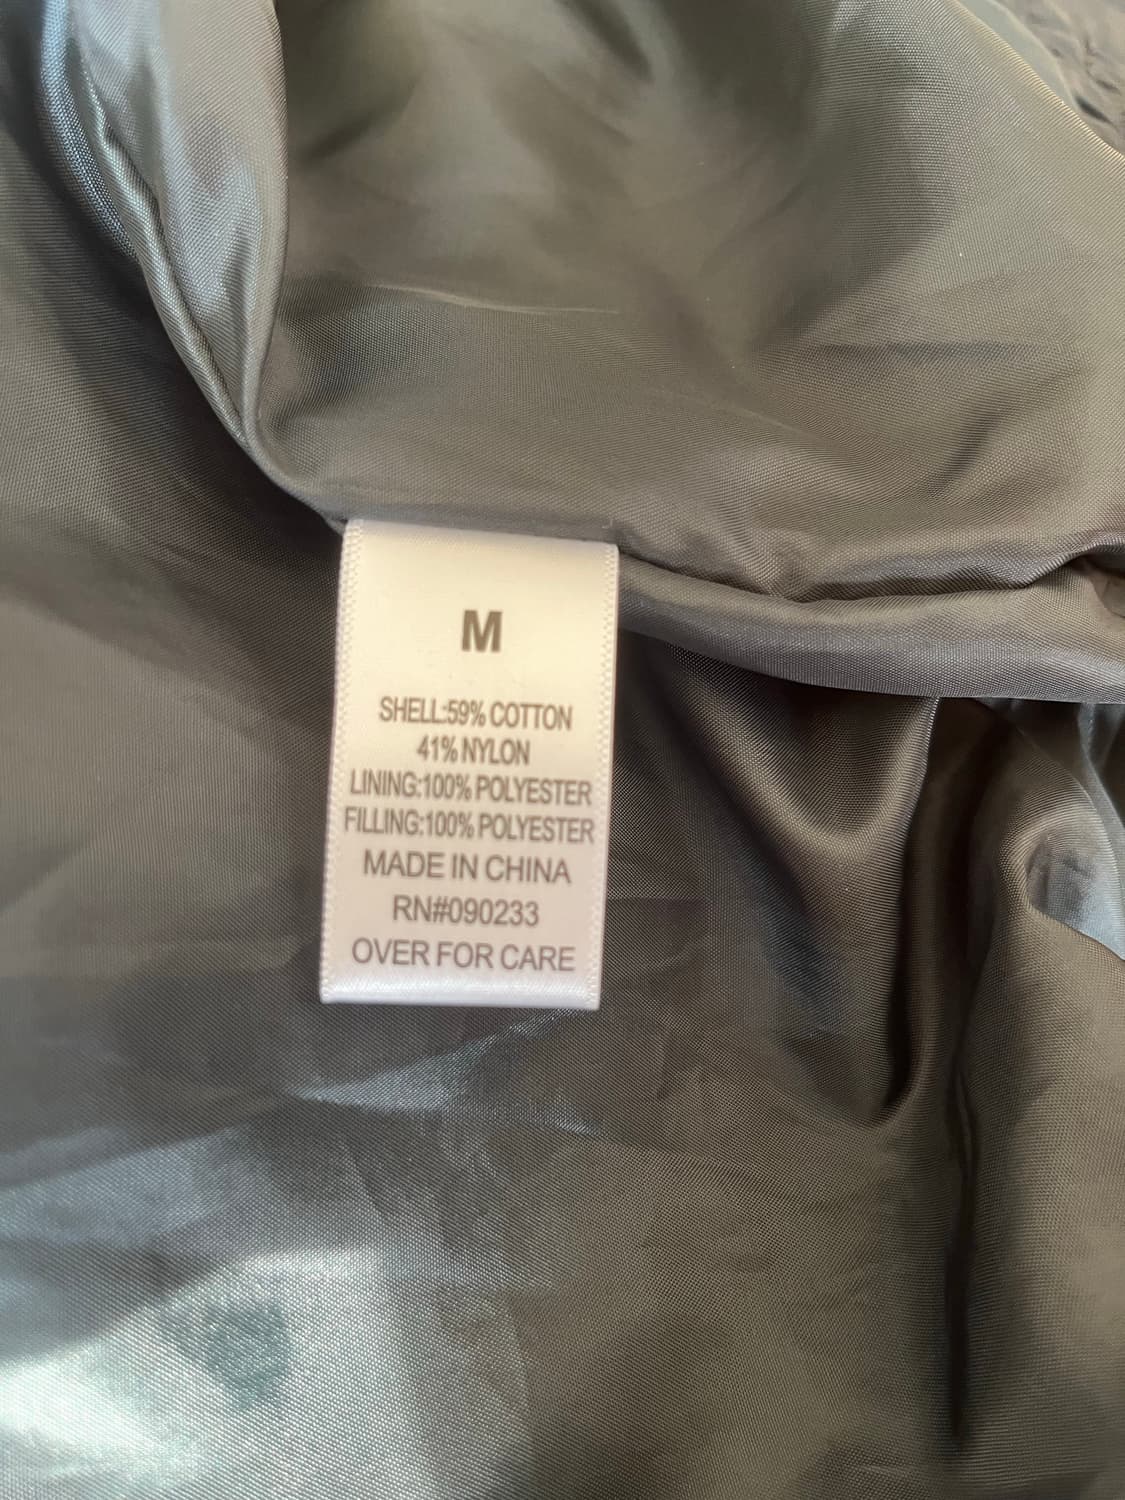 M
SHELL:59% COTTON
41% NYLON
LINING:100% POLYESTER
FILLING:100% POLYESTER
MADE IN CHINA
RN#090233
OVER FOR CARE